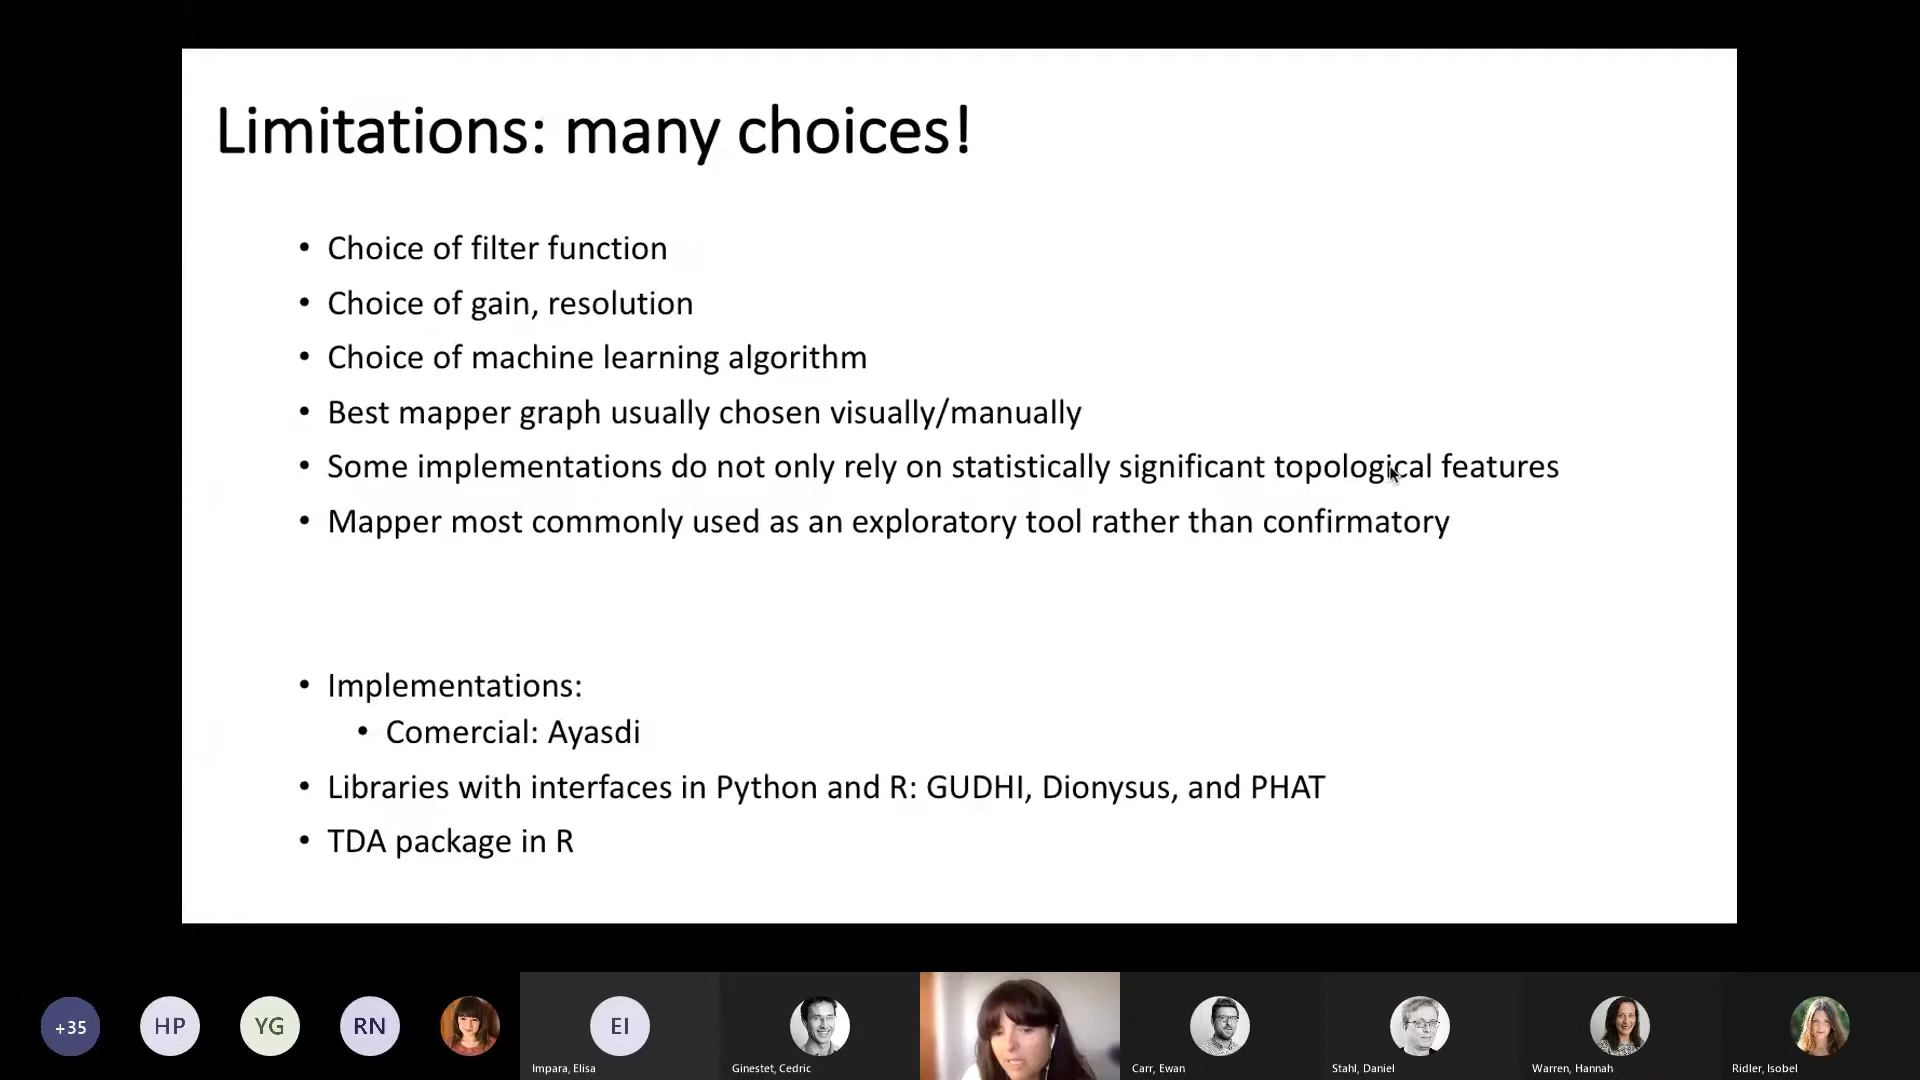 Limitations: many choices!
• Choice of filter function
• Choice of gain, resolution
• Choice of machine learning algorithm
• Best mapper graph usually chosen visually/manually
• Some implementations do not only rely on statistically significant topological features
• Mapper most commonly used as an exploratory tool rather than confirmatory
• Implementations:
• Comercial: Ayasdi
• Libraries with interfaces in Python and R: GUDHI, Dionysus, and PHAT
• TDA package in R
+35
HP
YG
RN
EI
Impara, Elisa
Ginestet, Cedric
Carr, Ewan
Stahl, Daniel
Warren, Hannah
Ridler, Isobel